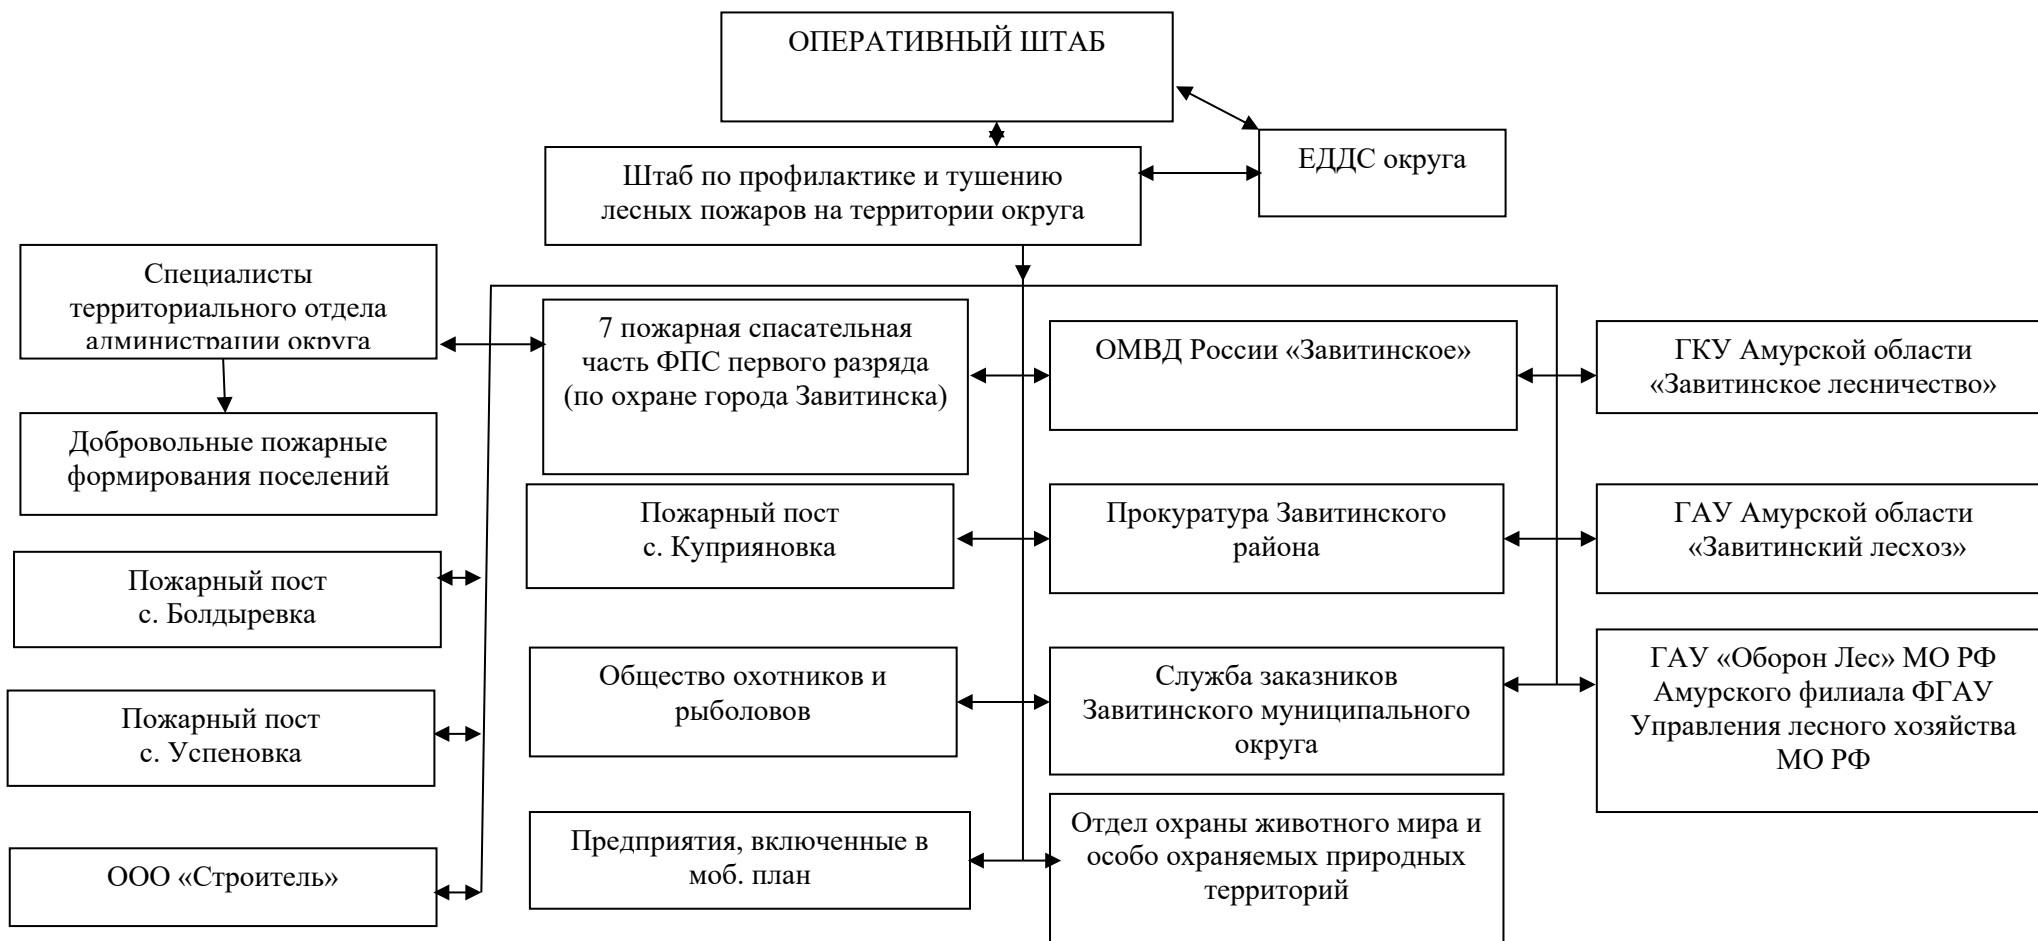 ОПЕРАТИВНЫЙ ШТАБ
ЕДДС округа
Штаб по профилактике и тушению
лесных пожаров на территории округа
Специалисты
территориального отдела
администрации округа
7 пожарная спасательная
часть ФПС первого разряда
(по охране города Завитинска)
ОМВД России «Завитинское»
ГКУ Амурской области
«Завитинское лесничество»
Добровольные пожарные
формирования поселений
Пожарный пост
с. Куприяновка
Прокуратура Завитинского
района
ГАУ Амурской области
«Завитинский лесхоз»
Пожарный пост
с. Болдыревка
Общество охотников и
рыболовов
Служба заказников
Завитинского муниципального
округа
ГАУ «Оборон Лес» МО РФ
Амурского филиала ФГАУ
Управления лесного хозяйства
МО РФ
Пожарный пост
с. Успеновка
Предприятия, включенные в
моб. план
Отдел охраны животного мира и
особо охраняемых природных
территорий
ООО «Строитель»